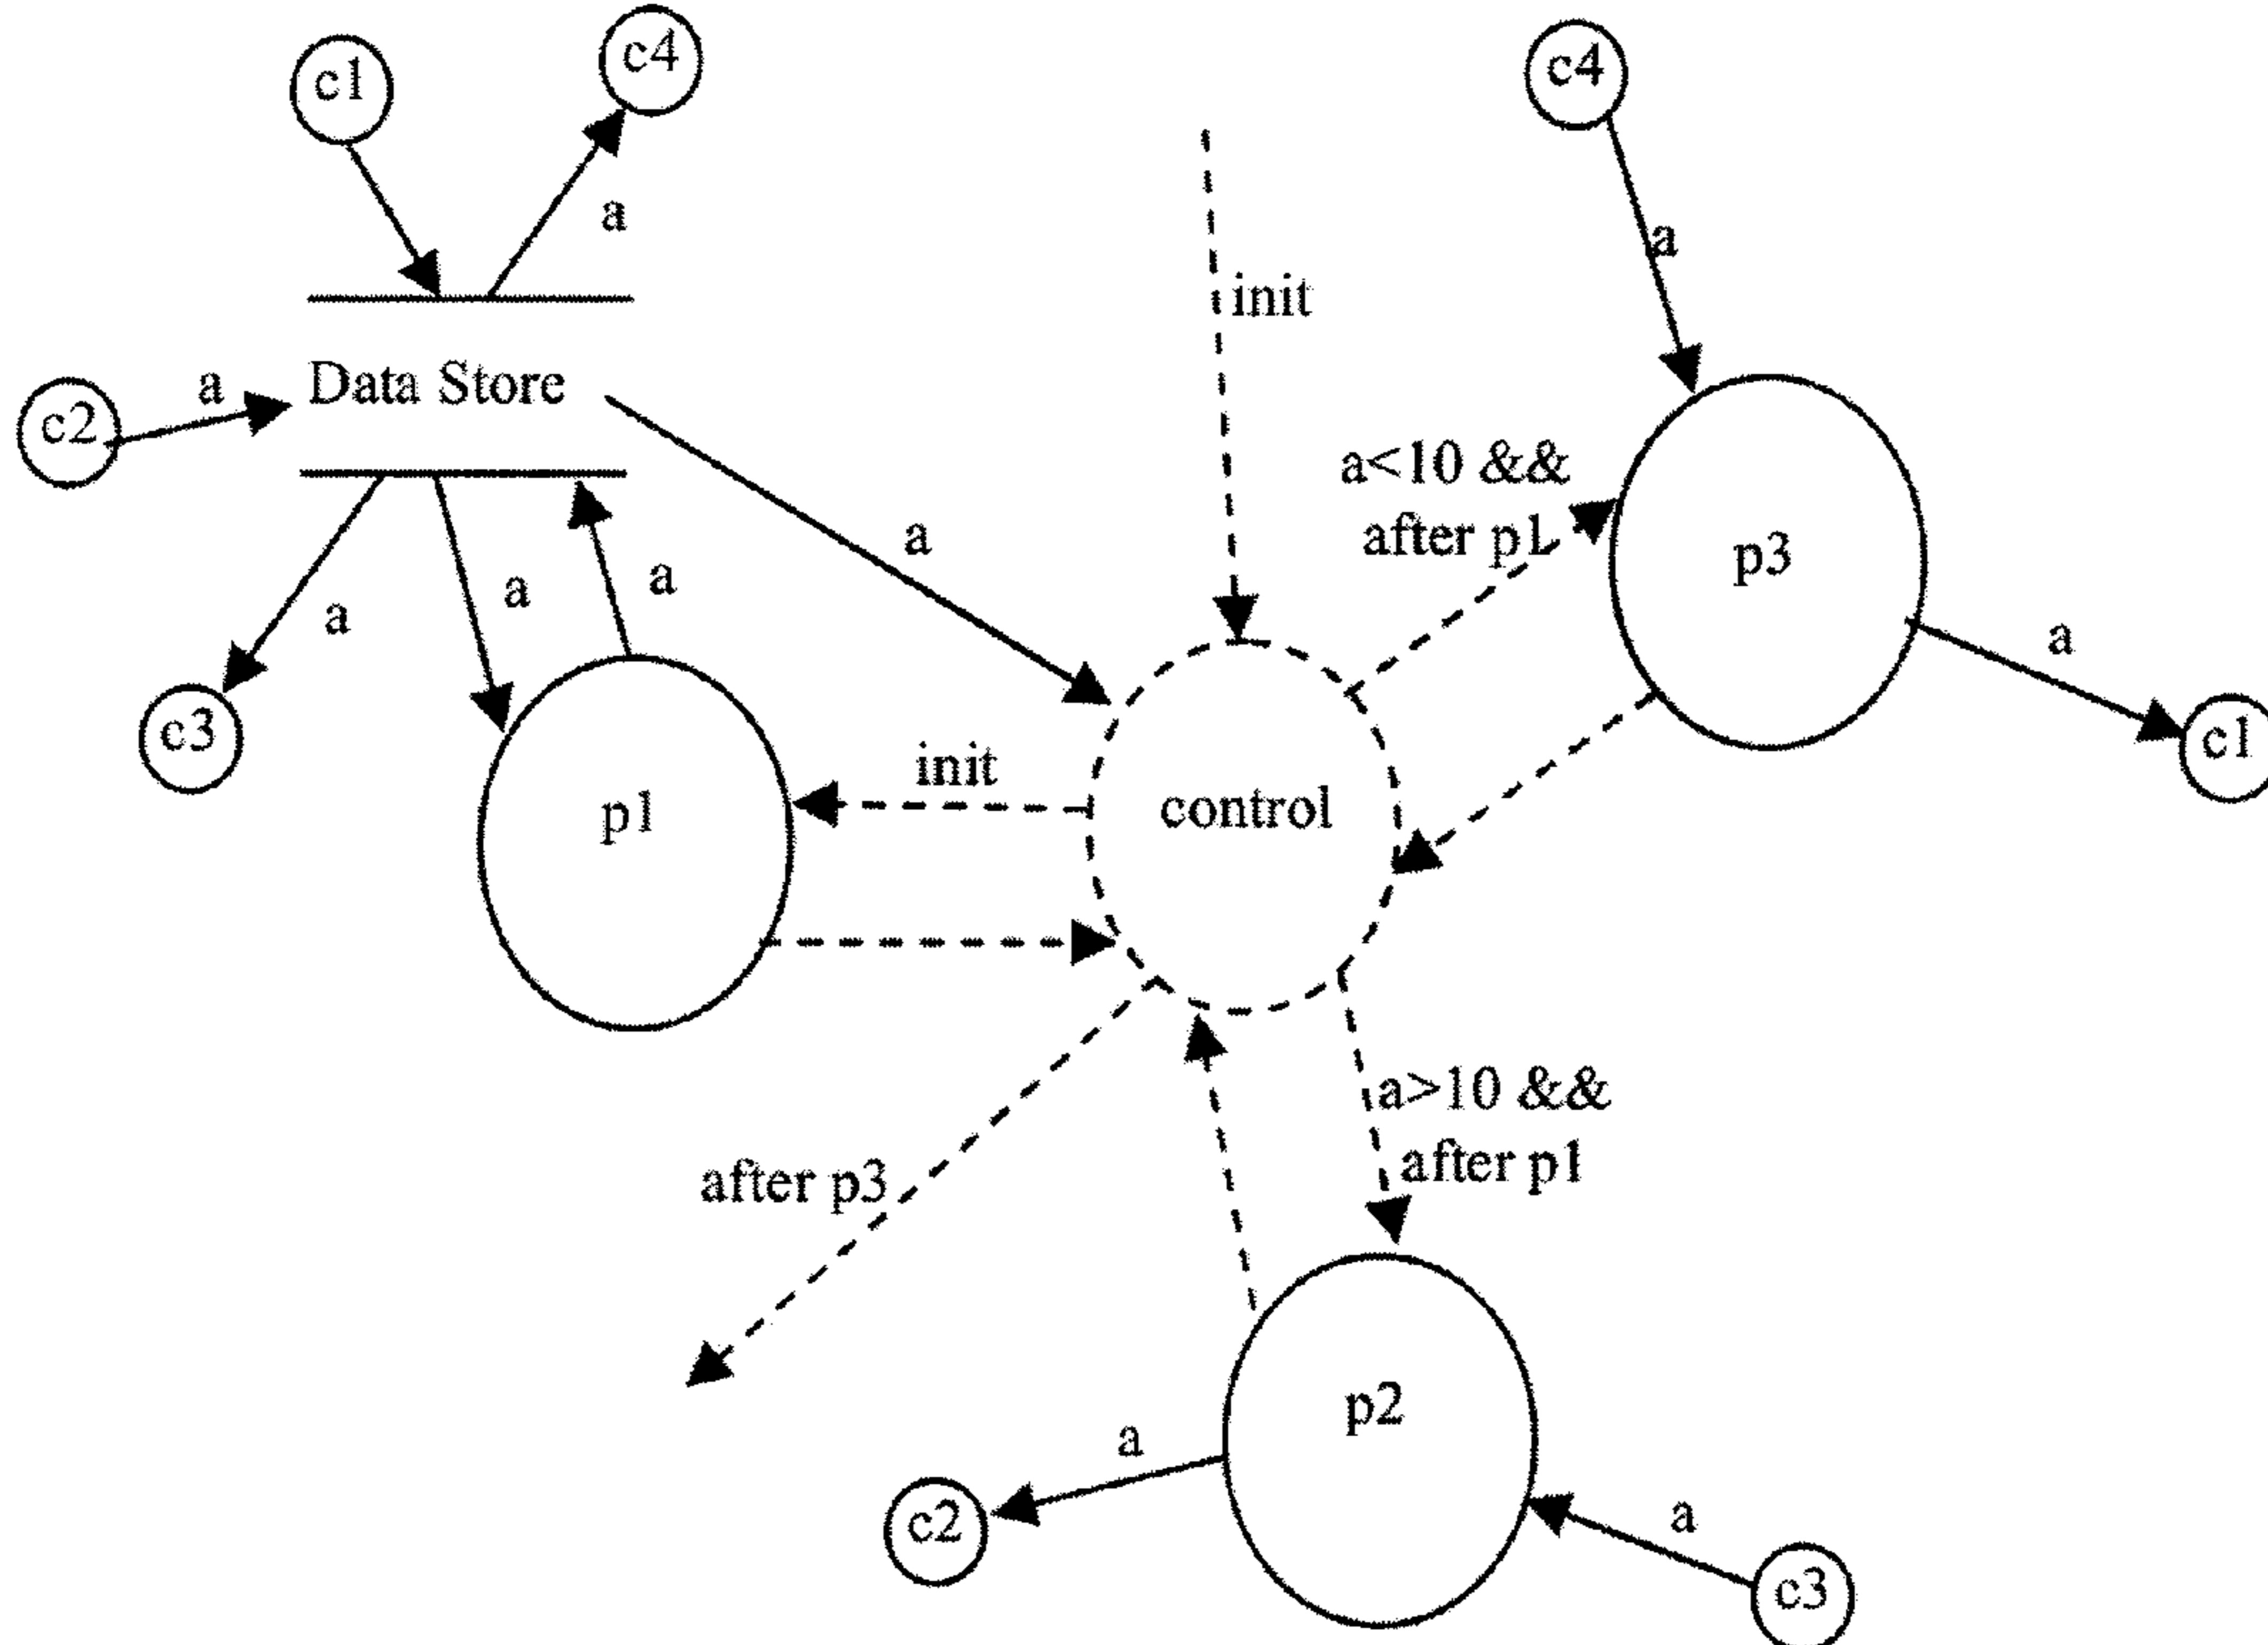 c1
c4
c4
a
a
init
Data Store
a
c2
a<10 &&
after p1
a
p3
a
a
a
a
c3
init
p1
control
a
c1
a>10 &&
after p1
after p3
p2
a
c2
a
c3